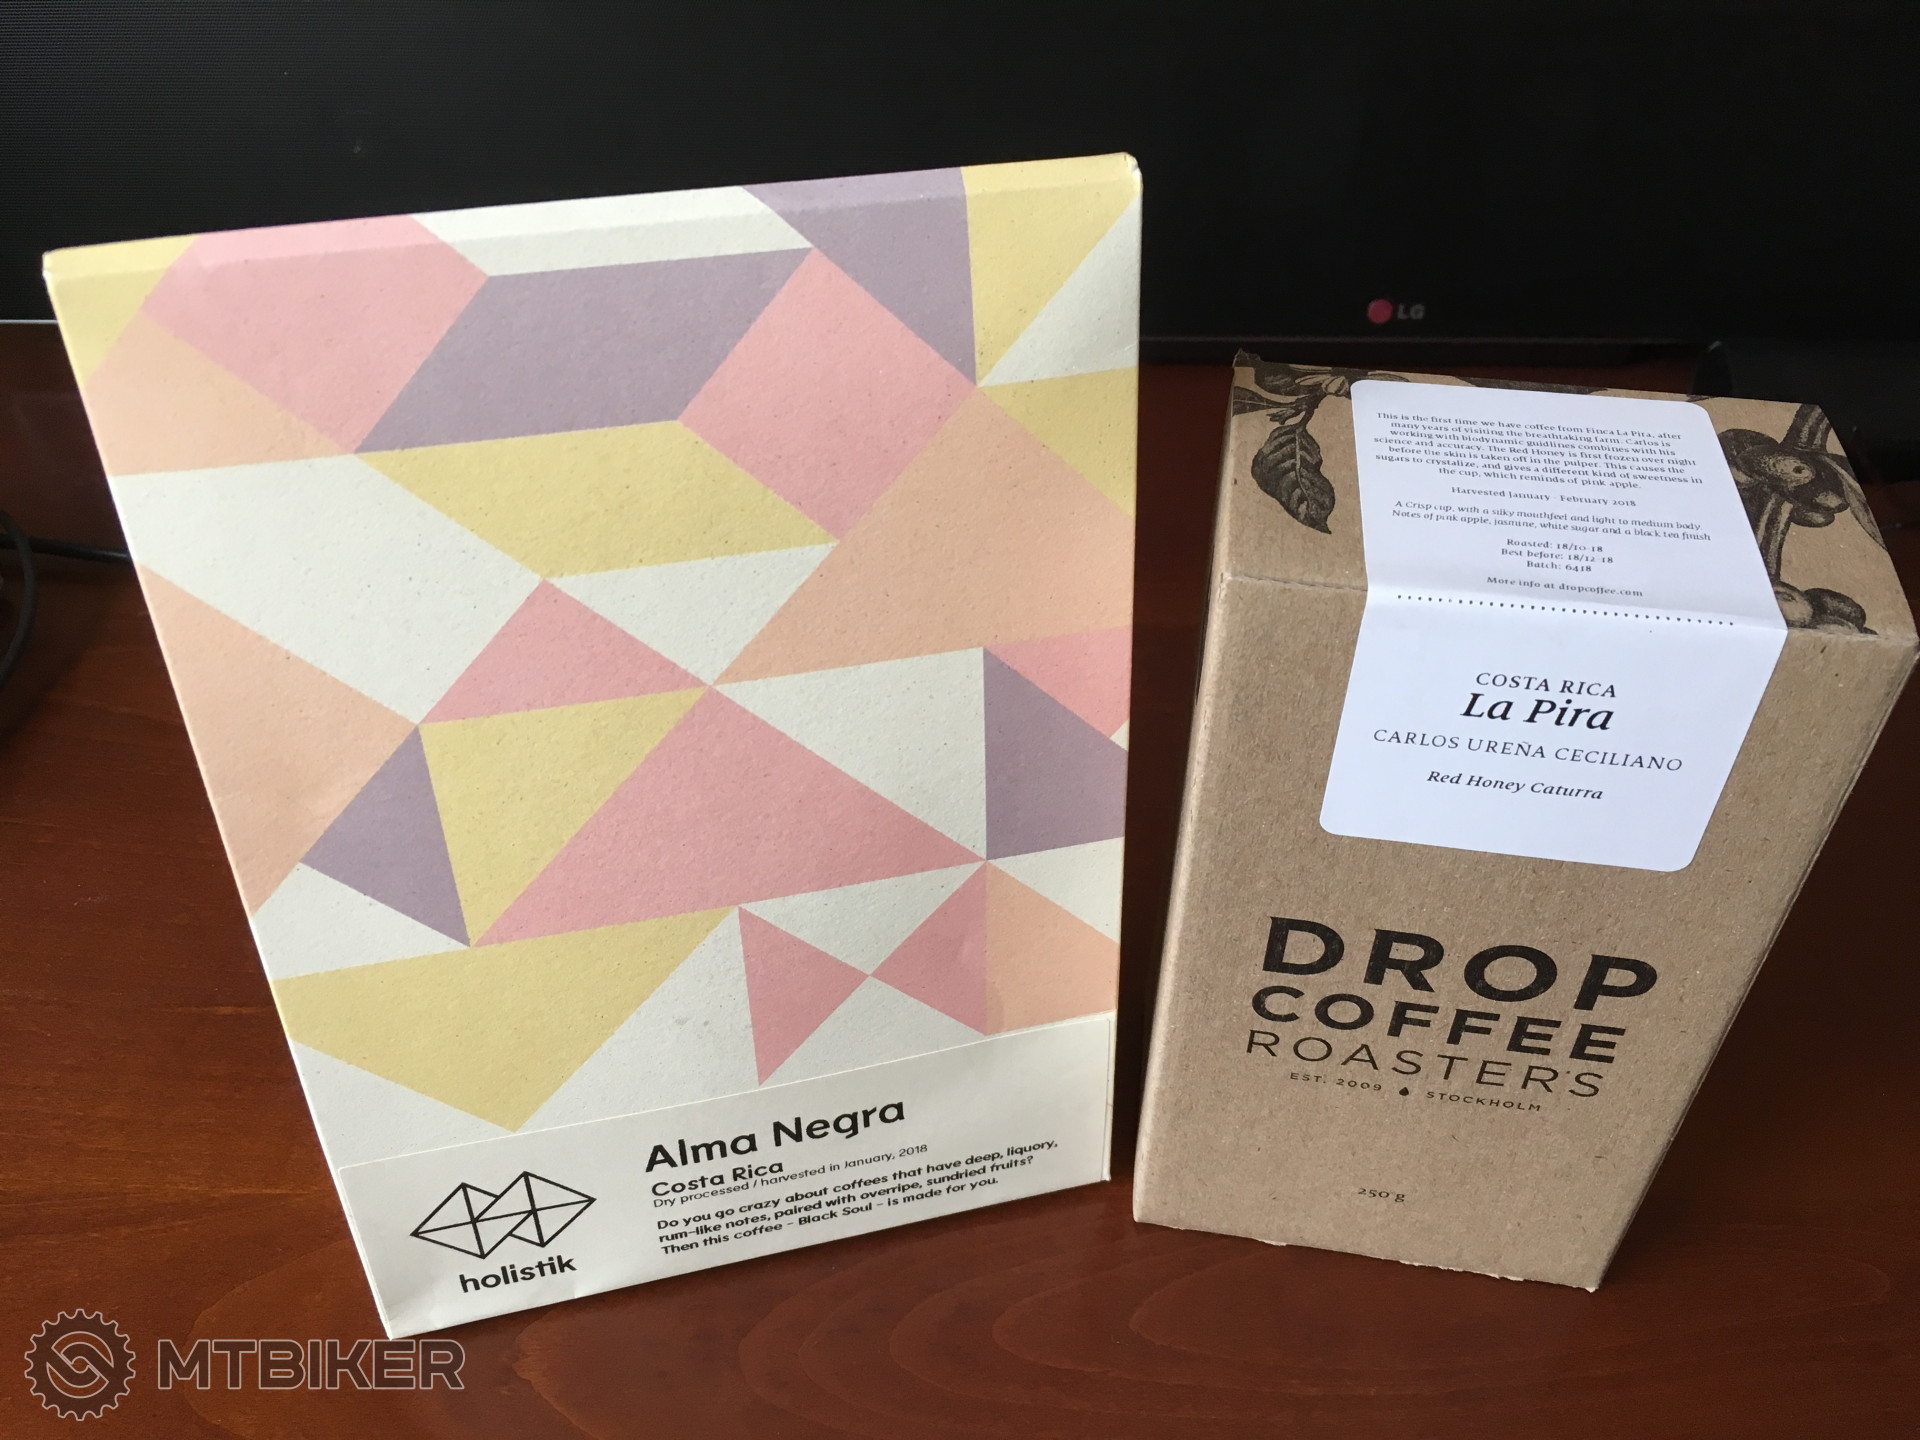 LG
This is the first time we have coffee from Finca La Pita, after
many years of visiting the breathtaking farm. Carlos is
working with biodynamic guidlines combines with his
science and accuracy. The Red Honey is first frozen over night
before the skin is taken off in the pulper. This causes the
sugars to crystalize, and gives a different kind of sweetness in
the cup, which reminds of pink apple.
Harvested January - February 2018
A Crisp cup, with a silky mouthfeel and light to medium body.
Notes of pink apple, jasmine, white sugar and a black tea finish
Roasted: 18/10-18
Best before: 18/12-18
Batch: 6418
More info at dropcoffee.com
COSTA RICA
La Pira
CARLOS UREÑA CECILIANO
Red Honey Caturra
DROP
COFFEE
ROASTERS
EST. 2009 STOCKHOLM
250 g
Alma Negra
Costa Rica
Dry processed / harvested in January, 2018
Do you go crazy about coffees that have deep, liquory,
rum-like notes, paired with overripe, sundried fruits?
Then this coffee - Black Soul - is made for you.
holistik
MTBIKER